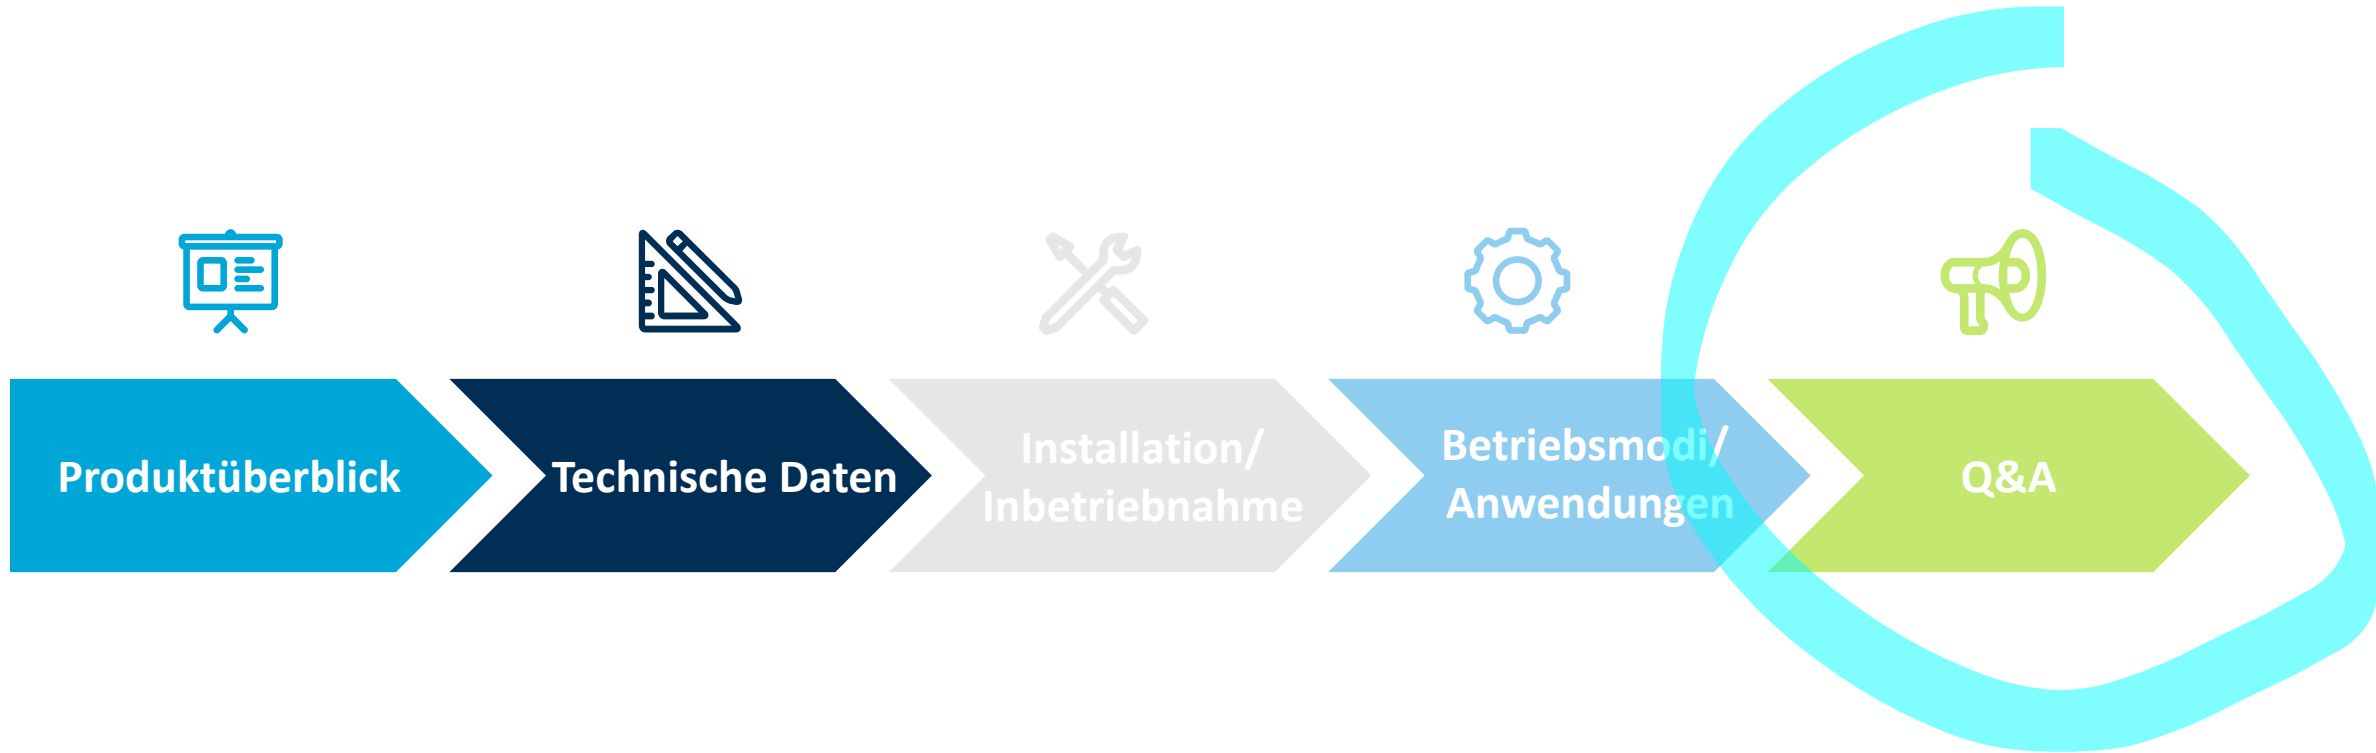 Produktüberblick
Technische Daten
Installation/
Inbetriebnahme
Betriebsmodi/
Anwendungen
Q&A